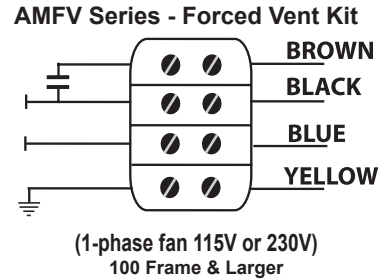 AMFV Series - Forced Vent Kit
BROWN
BLACK
BLUE
YELLOW
(1-phase fan 115V or 230V)
100 Frame & Larger